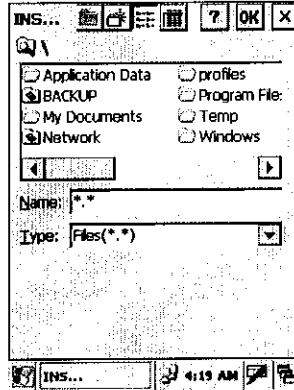 INS... ? OK X
\
Application Data profiles
BACKUP Program File:
My Documents Temp
Network Windows
Name: *.*
Type: Files(*.*)
INS... 4:19 AM